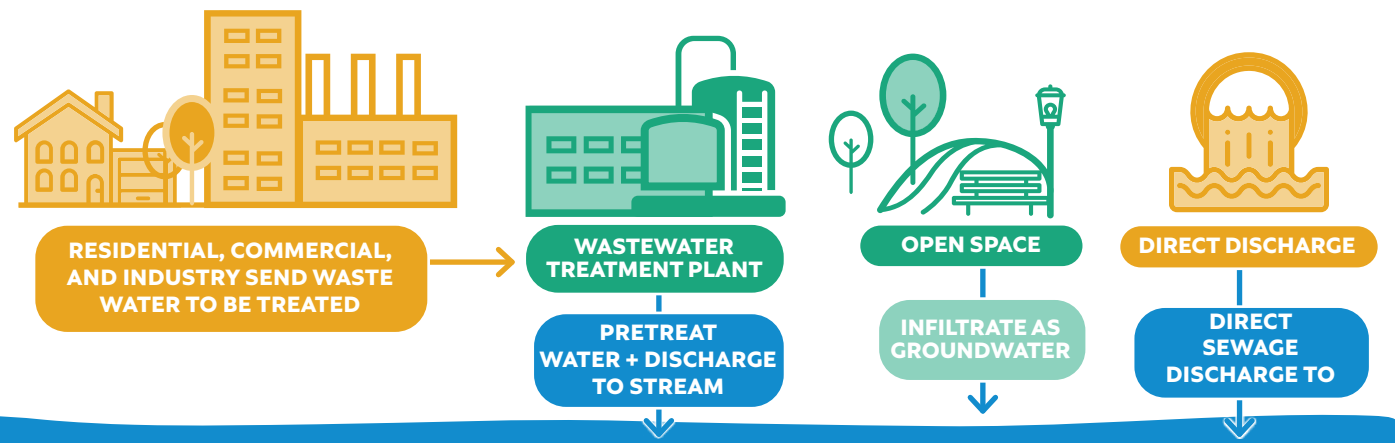 RESIDENTIAL, COMMERCIAL,
AND INDUSTRY SEND WASTE
WATER TO BE TREATED
WASTEWATER
TREATMENT PLANT
PRETREAT
WATER + DISCHARGE
TO STREAM
OPEN SPACE
INFILTRATE AS
GROUNDWATER
DIRECT DISCHARGE
DIRECT
SEWAGE
DISCHARGE TO